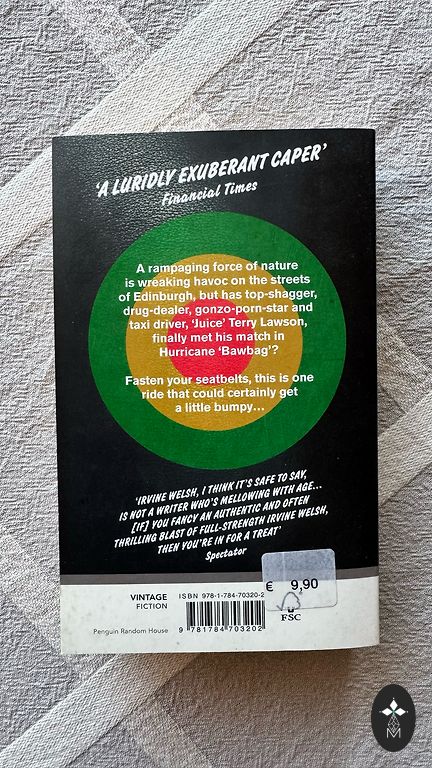 'A LURIDLY EXUBERANT CAPER'
Financial Times
A rampaging force of nature
is wreaking havoc on the streets
of Edinburgh, but has top-shagger,
drug-dealer, gonzo-porn-star and
taxi driver, 'Juice' Terry Lawson,
finally met his match in
Hurricane 'Bawbag'?
Fasten your seatbelts, this is one
ride that could certainly get
a little bumpy...
'IRVINE WELSH, I THINK IT'S SAFE TO SAY,
IS NOT A WRITER WHO'S MELLOWING WITH AGE...
[IF] YOU FANCY AN AUTHENTIC AND OFTEN
THRILLING BLAST OF FULL-STRENGTH IRVINE WELSH,
THEN YOU'RE IN FOR A TREAT'
Spectator
€ 9,90
VINTAGE
FICTION
ISBN 978-1-784-70320-2
FSC
Penguin Random House
9 781784 703202